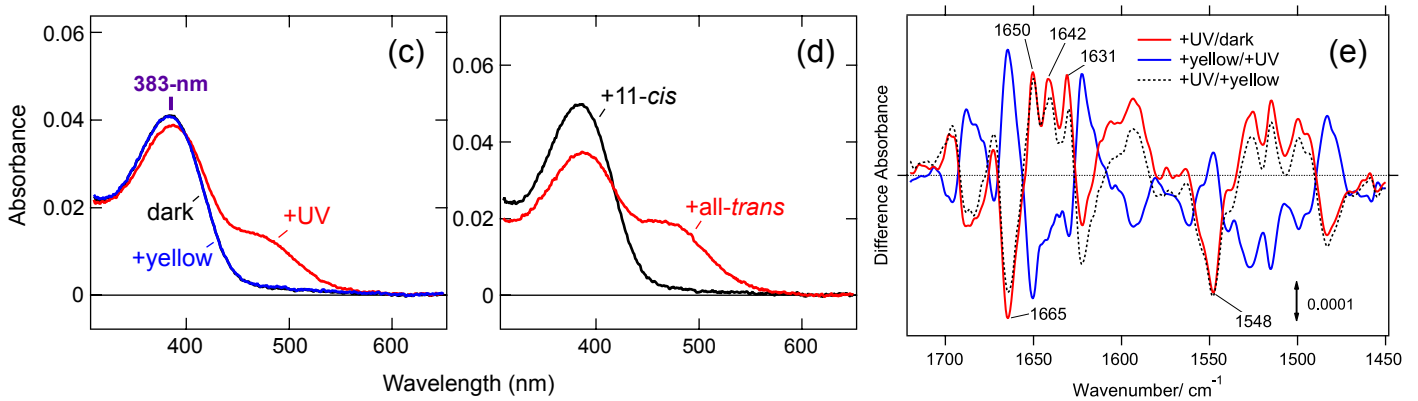 0.06
(c)
383-nm
0.04
Absorbance
dark
+UV
0.02
+yellow
0
400
500
600
0.06
(d)
+11-cis
0.04
+all-trans
0.02
0
400
500
600
Wavelength (nm)
1650
1642
1631
+UV/dark
+yellow/+UV
+UV/+yellow
(e)
Difference Absorbance
1665
1548
0.0001
1700
1650
1600
1550
1500
1450
Wavenumber/ cm⁻¹